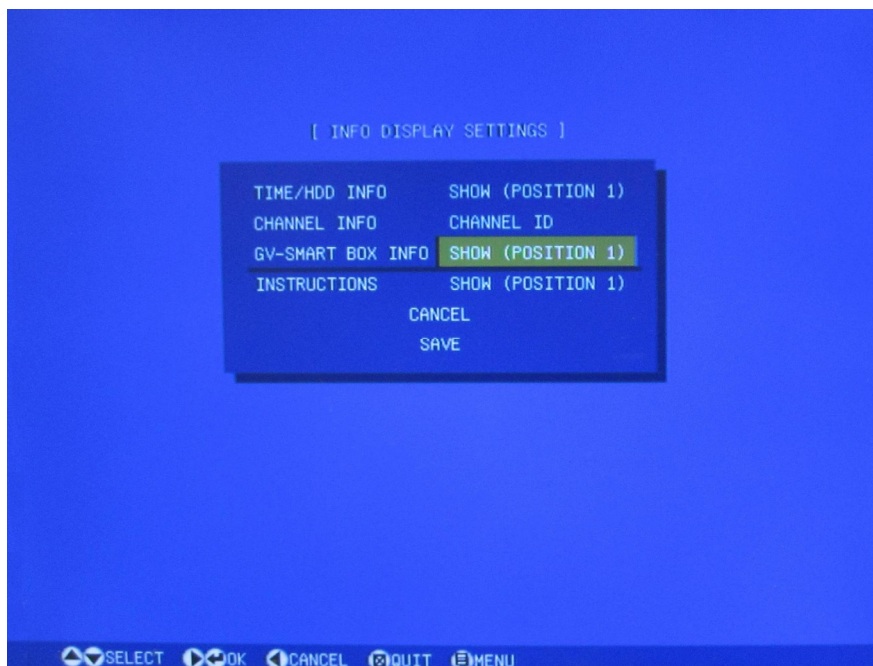 [ INFO DISPLAY SETTINGS ]
TIME/HDD INFO SHOW (POSITION 1)
CHANNEL INFO CHANNEL ID
GV-SMART BOX INFO SHOW (POSITION 1)
INSTRUCTIONS SHOW (POSITION 1)
CANCEL
SAVE
SELECT OK CANCEL QUIT MENU